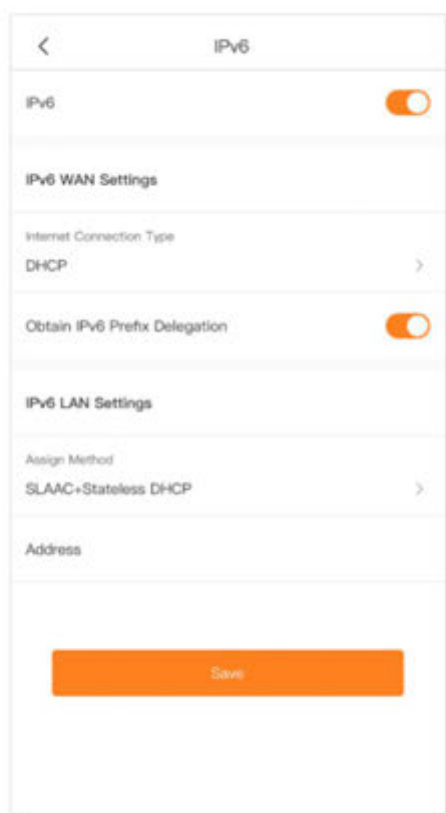 IPv6
IPv6
IPv6 WAN Settings
Internet Connection Type
DHCP
Obtain IPv6 Prefix Delegation
IPv6 LAN Settings
Assign Method
SLAAC+Stateless DHCP
Address
Save